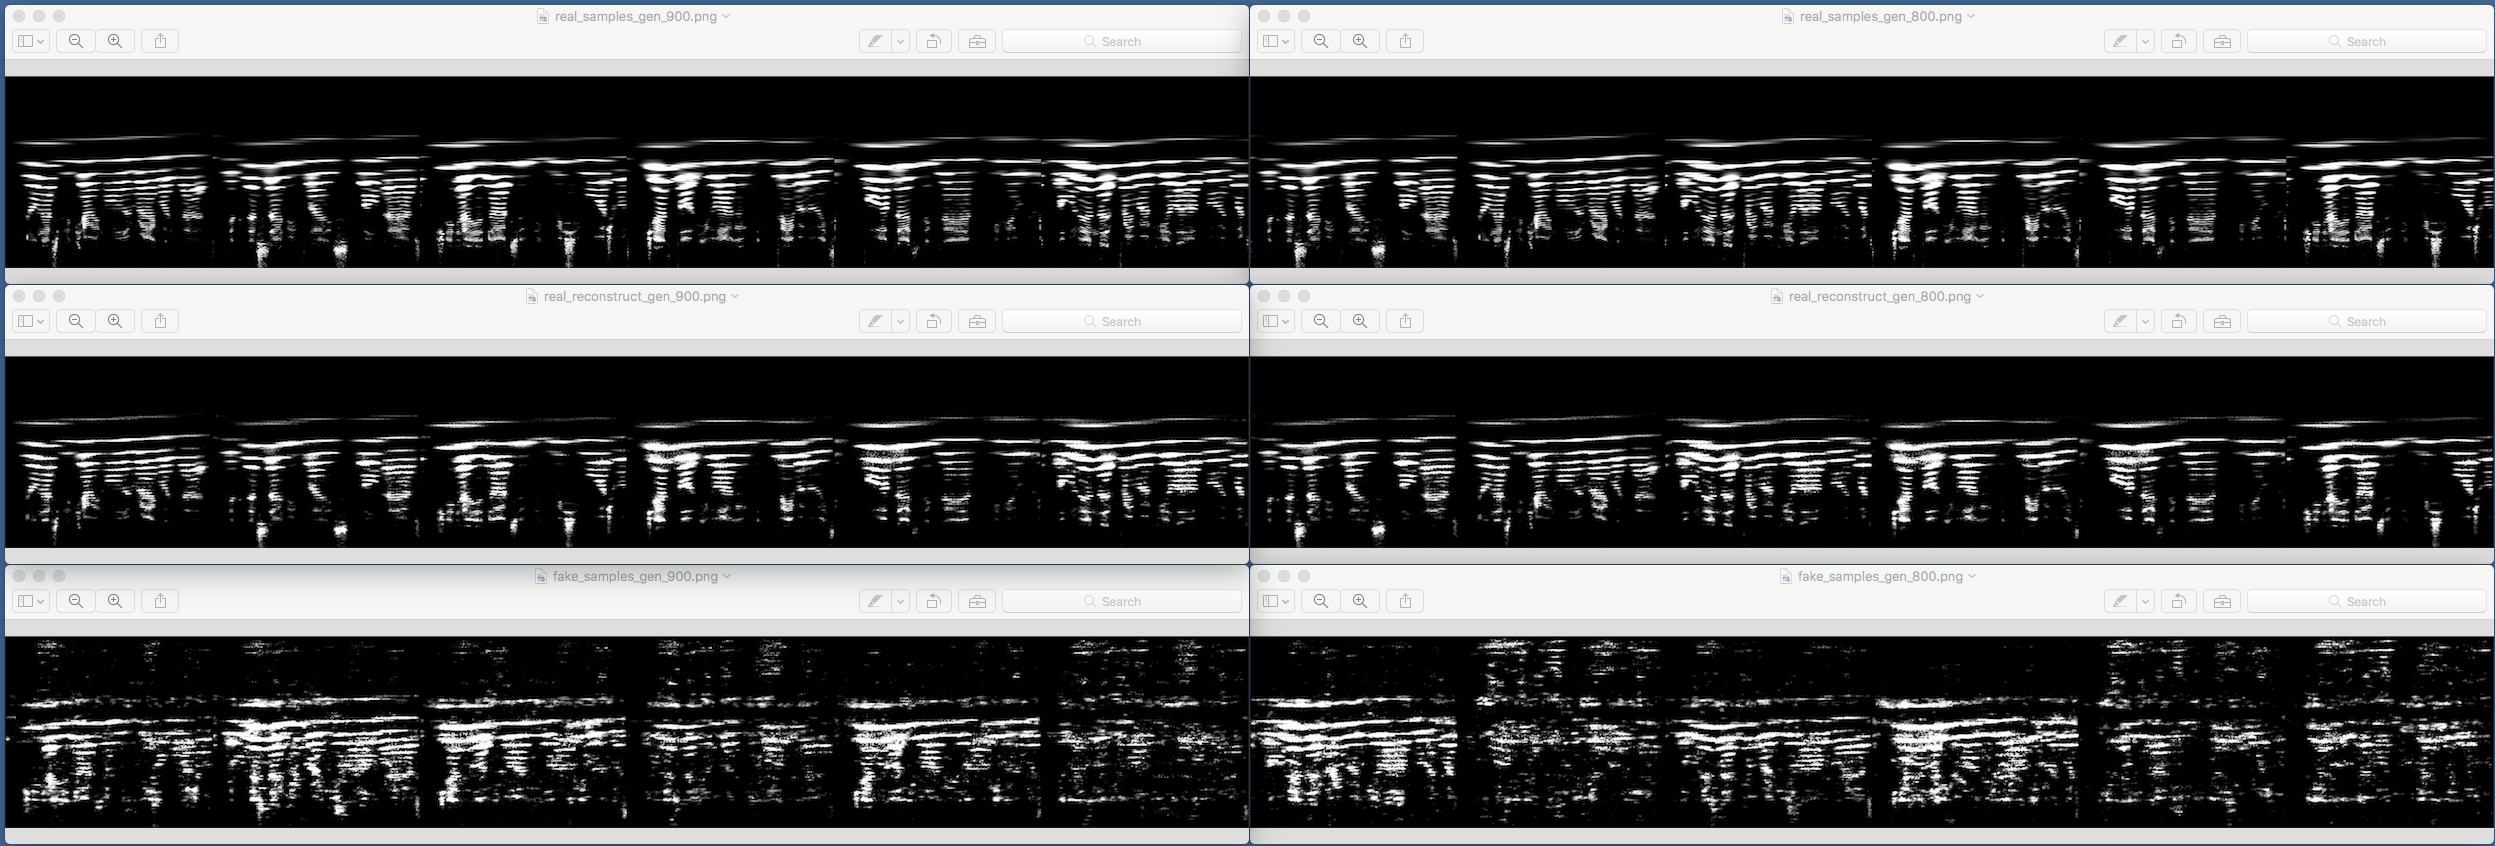 real_samples_gen_900.png
Search
real_samples_gen_800.png
Search
real_reconstruct_gen_900.png
Search
real_reconstruct_gen_800.png
Search
fake_samples_gen_900.png
Search
fake_samples_gen_800.png
Search